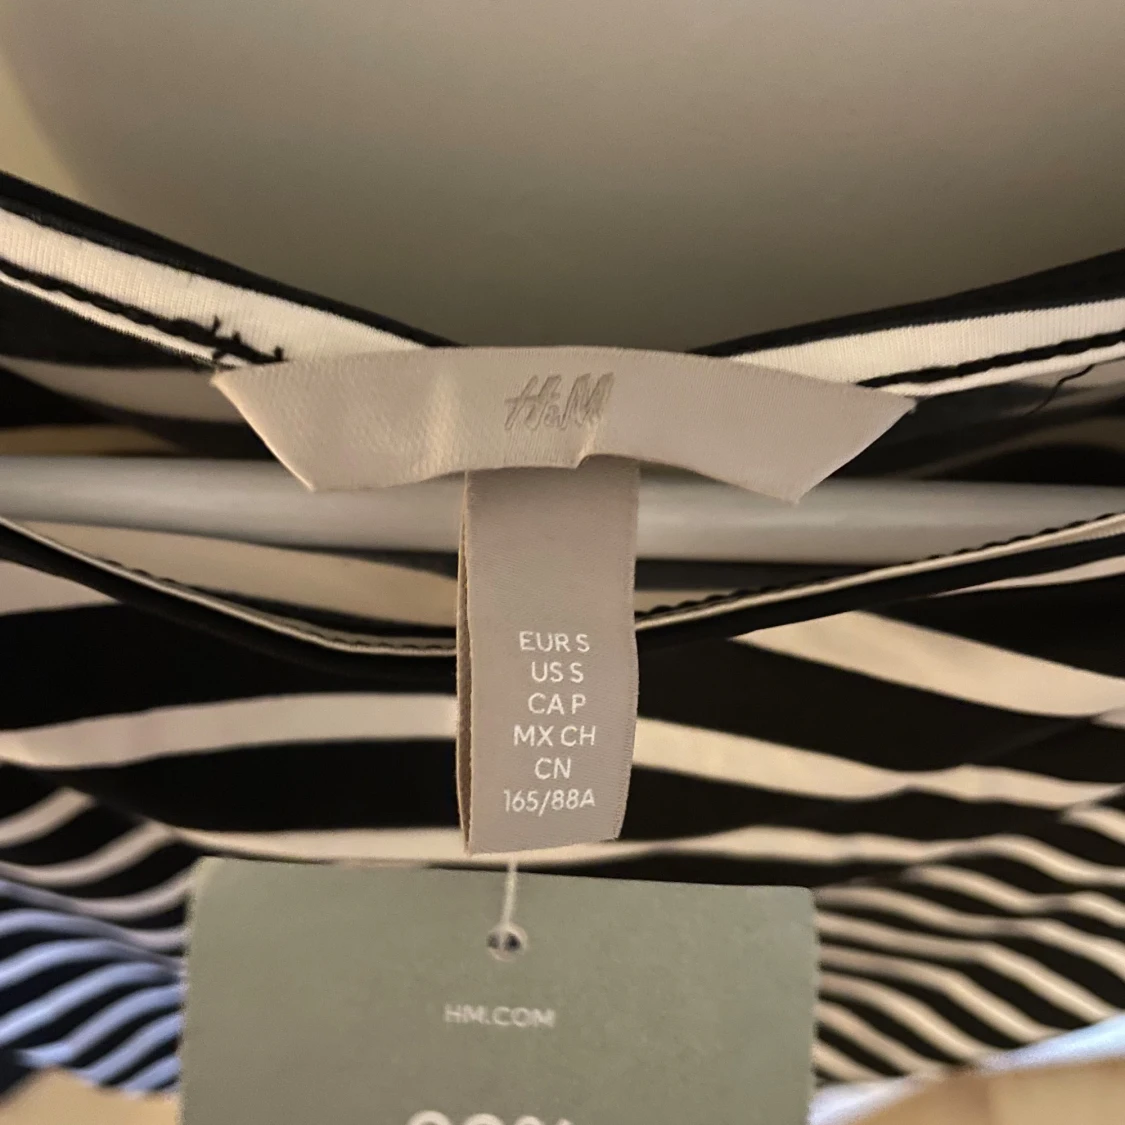 H&M
EUR S
US S
CA P
MX CH
CN
165/88A
HM.COM